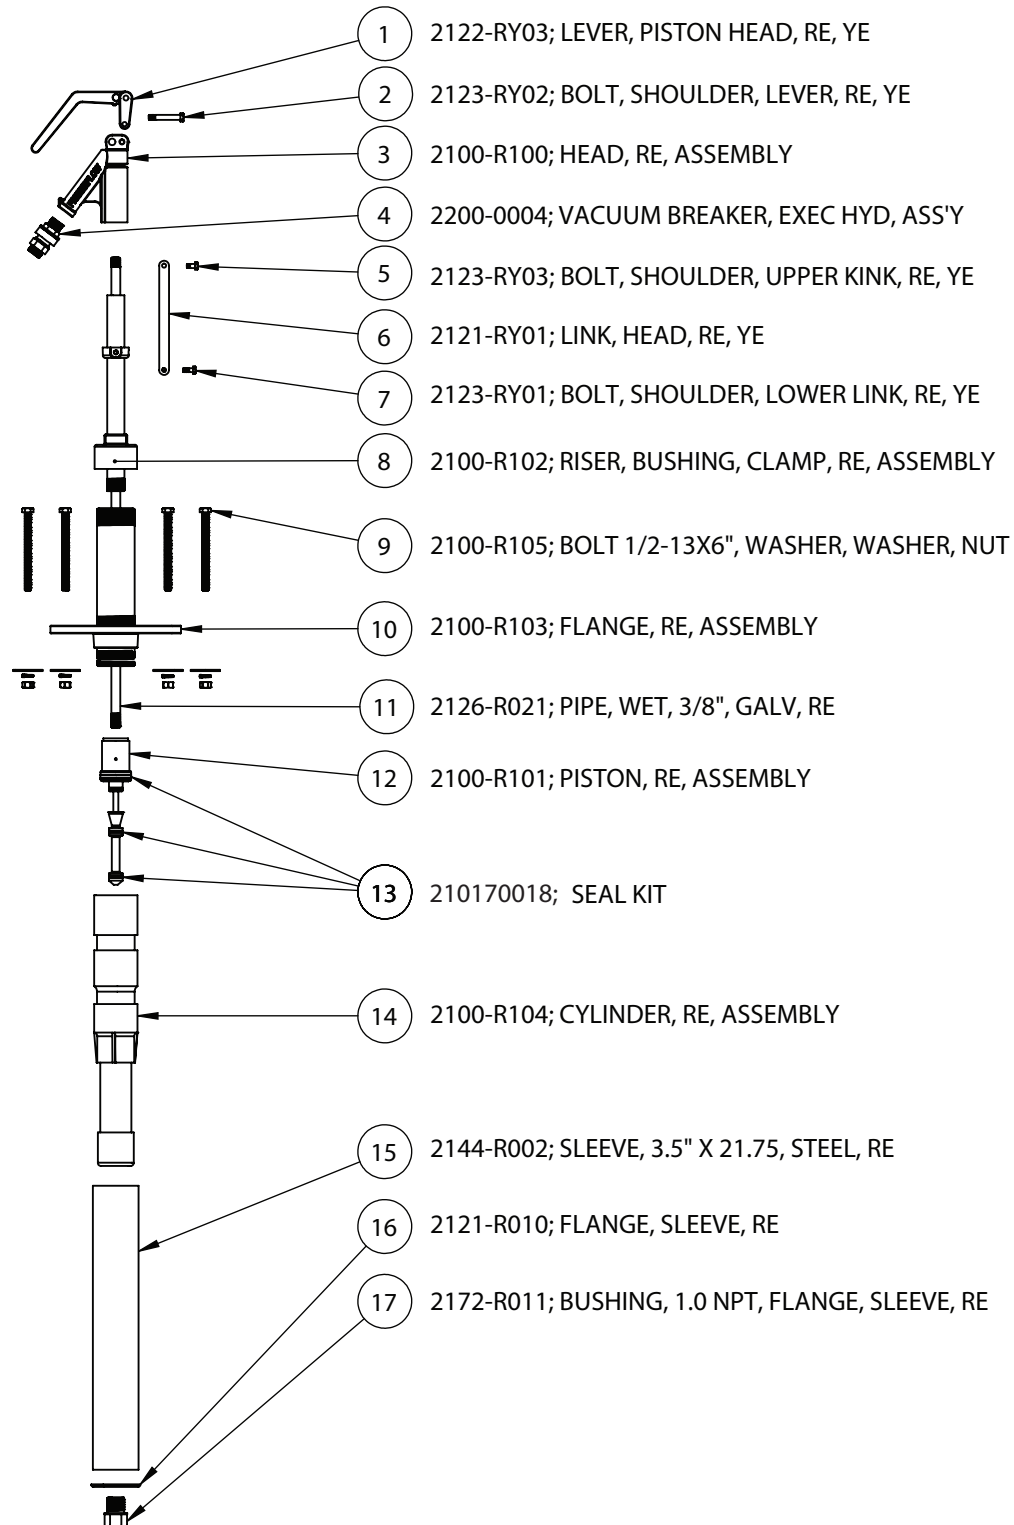 1 2122-RY03; LEVER, PISTON HEAD, RE, YE
2 2123-RY02; BOLT, SHOULDER, LEVER, RE, YE
3 2100-R100; HEAD, RE, ASSEMBLY
4 2200-0004; VACUUM BREAKER, EXEC HYD, ASS'Y
5 2123-RY03; BOLT, SHOULDER, UPPER KINK, RE, YE
6 2121-RY01; LINK, HEAD, RE, YE
7 2123-RY01; BOLT, SHOULDER, LOWER LINK, RE, YE
8 2100-R102; RISER, BUSHING, CLAMP, RE, ASSEMBLY
9 2100-R105; BOLT 1/2-13X6", WASHER, WASHER, NUT
10 2100-R103; FLANGE, RE, ASSEMBLY
11 2126-R021; PIPE, WET, 3/8", GALV, RE
12 2100-R101; PISTON, RE, ASSEMBLY
13 210170018; SEAL KIT
14 2100-R104; CYLINDER, RE, ASSEMBLY
15 2144-R002; SLEEVE, 3.5" X 21.75, STEEL, RE
16 2121-R010; FLANGE, SLEEVE, RE
17 2172-R011; BUSHING, 1.0 NPT, FLANGE, SLEEVE, RE